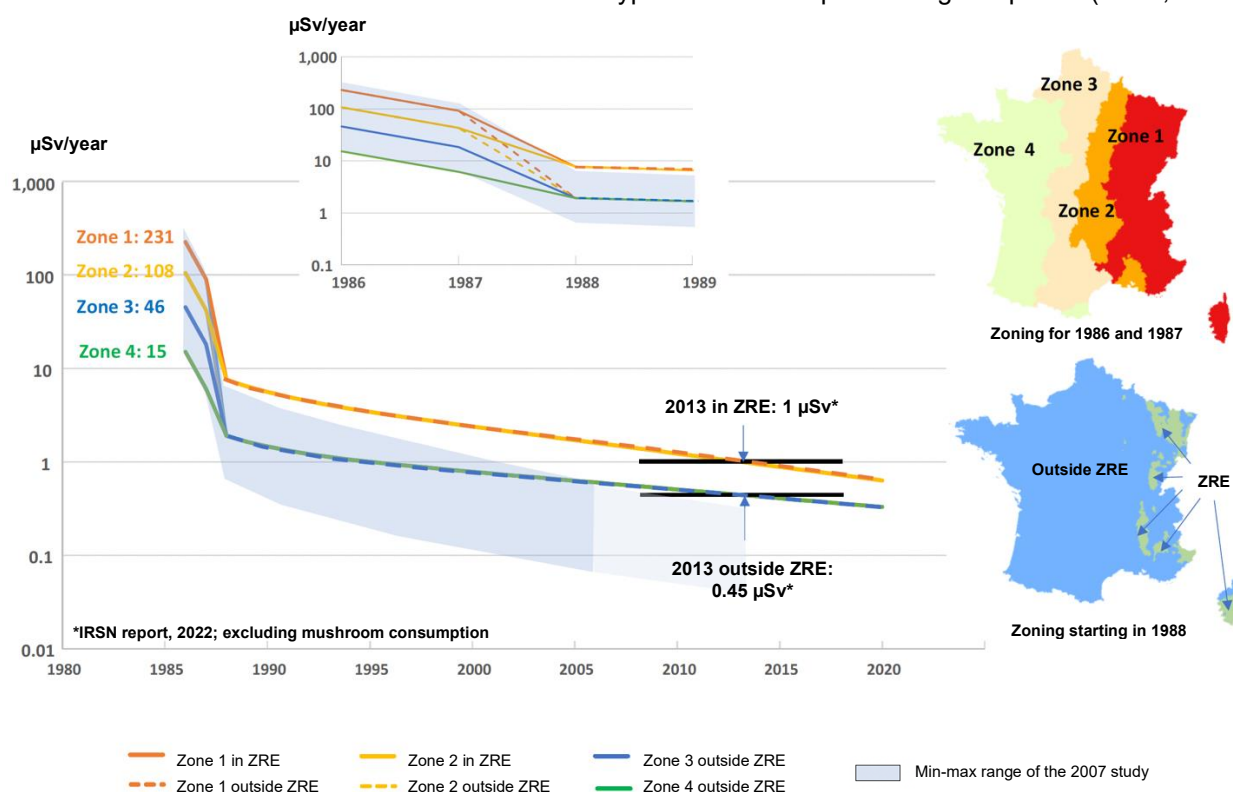 µSv/year
1,000
100
10
1
0.1
1986
1987
1988
1989
µSv/year
1,000
100
10
1
0.1
0.01
Zone 1: 231
Zone 2: 108
Zone 3: 46
Zone 4: 15
2013 in ZRE: 1 µSv*
2013 outside ZRE:
0.45 µSv*
*IRSN report, 2022; excluding mushroom consumption
1980
1985
1990
1995
2000
2005
2010
2015
2020
Zone 3
Zone 4
Zone 1
Zone 2
Zoning for 1986 and 1987
Outside ZRE
ZRE
Zoning starting in 1988
Zone 1 in ZRE
Zone 2 in ZRE
Zone 3 outside ZRE
Zone 1 outside ZRE
Zone 2 outside ZRE
Zone 4 outside ZRE
Min-max range of the 2007 study